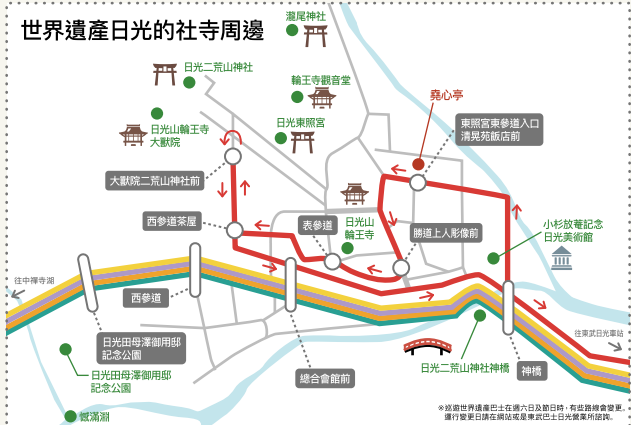 世界遺產日光的社寺周邊
瀧尾神社
日光二荒山神社
輪王寺觀音堂
堯心亭
日光山輪王寺
大獻院
日光東照宮
東照宮東參道入口
清晃苑飯店前
大獻院二荒山神社前
西參道茶屋
表參道
日光山
輪王寺
勝道上人彫像前
小杉放菴記念
日光美術館
往中禪寺湖
西參道
日光田母澤御用邸
記念公園
日光田母澤御用邸
記念公園
憾滿淵
總合會館前
日光二荒山神社神橋
神橋
往東武日光車站
※巡遊世界遺產巴士在週六日及節日時,有些路線會變更。
運行變更日請在網站或是東武巴士日光營業所諮詢。